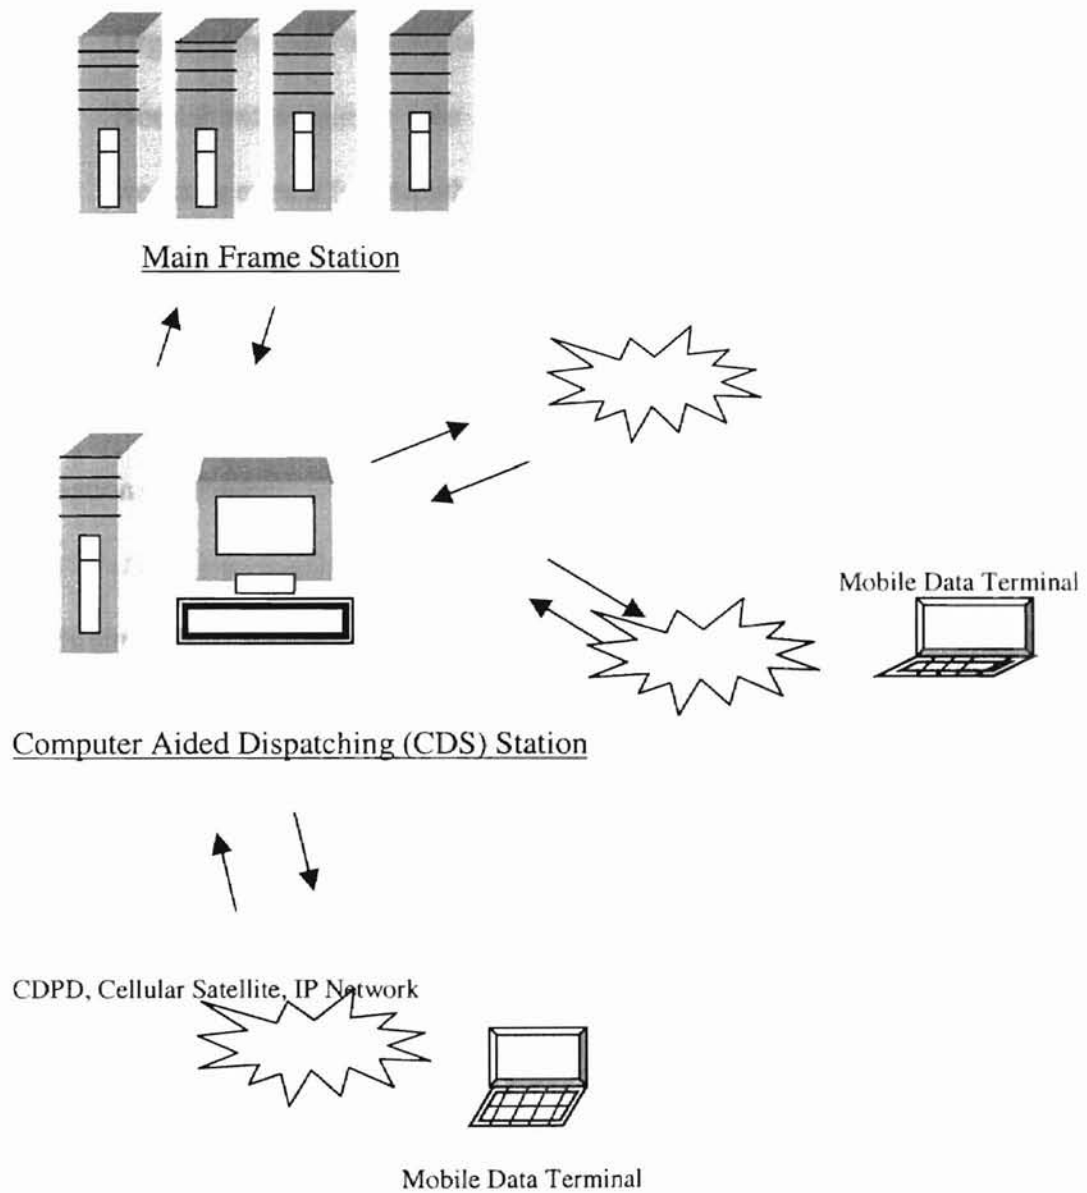 Main Frame Station
Mobile Data Terminal
Computer Aided Dispatching (CDS) Station
CDPD, Cellular Satellite, IP Network
Mobile Data Terminal